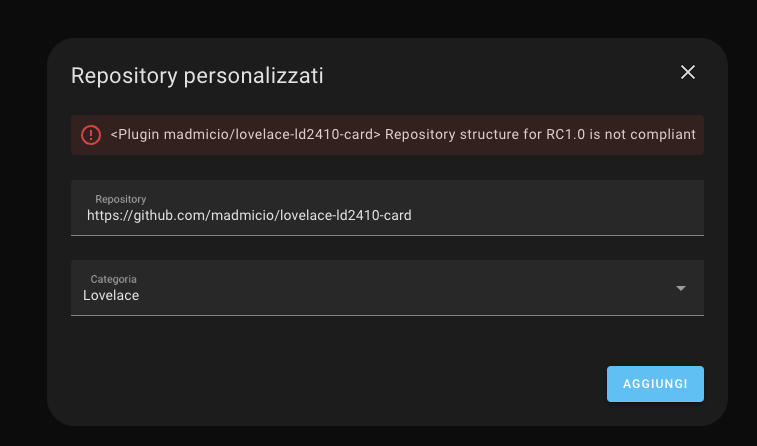 Repository personalizzati
<Plugin madmicio/lovelace-ld2410-card> Repository structure for RC1.0 is not compliant
Repository
https://github.com/madmicio/lovelace-ld2410-card
Categoria
Lovelace
AGGIUNGI